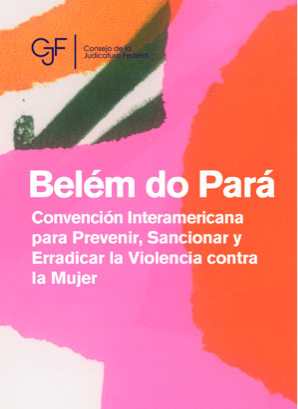 CJF
Consejo de la
Judicatura Federal
Belém do Pará
Convención Interamericana
para Prevenir, Sancionar y
Erradicar la Violencia contra
la Mujer